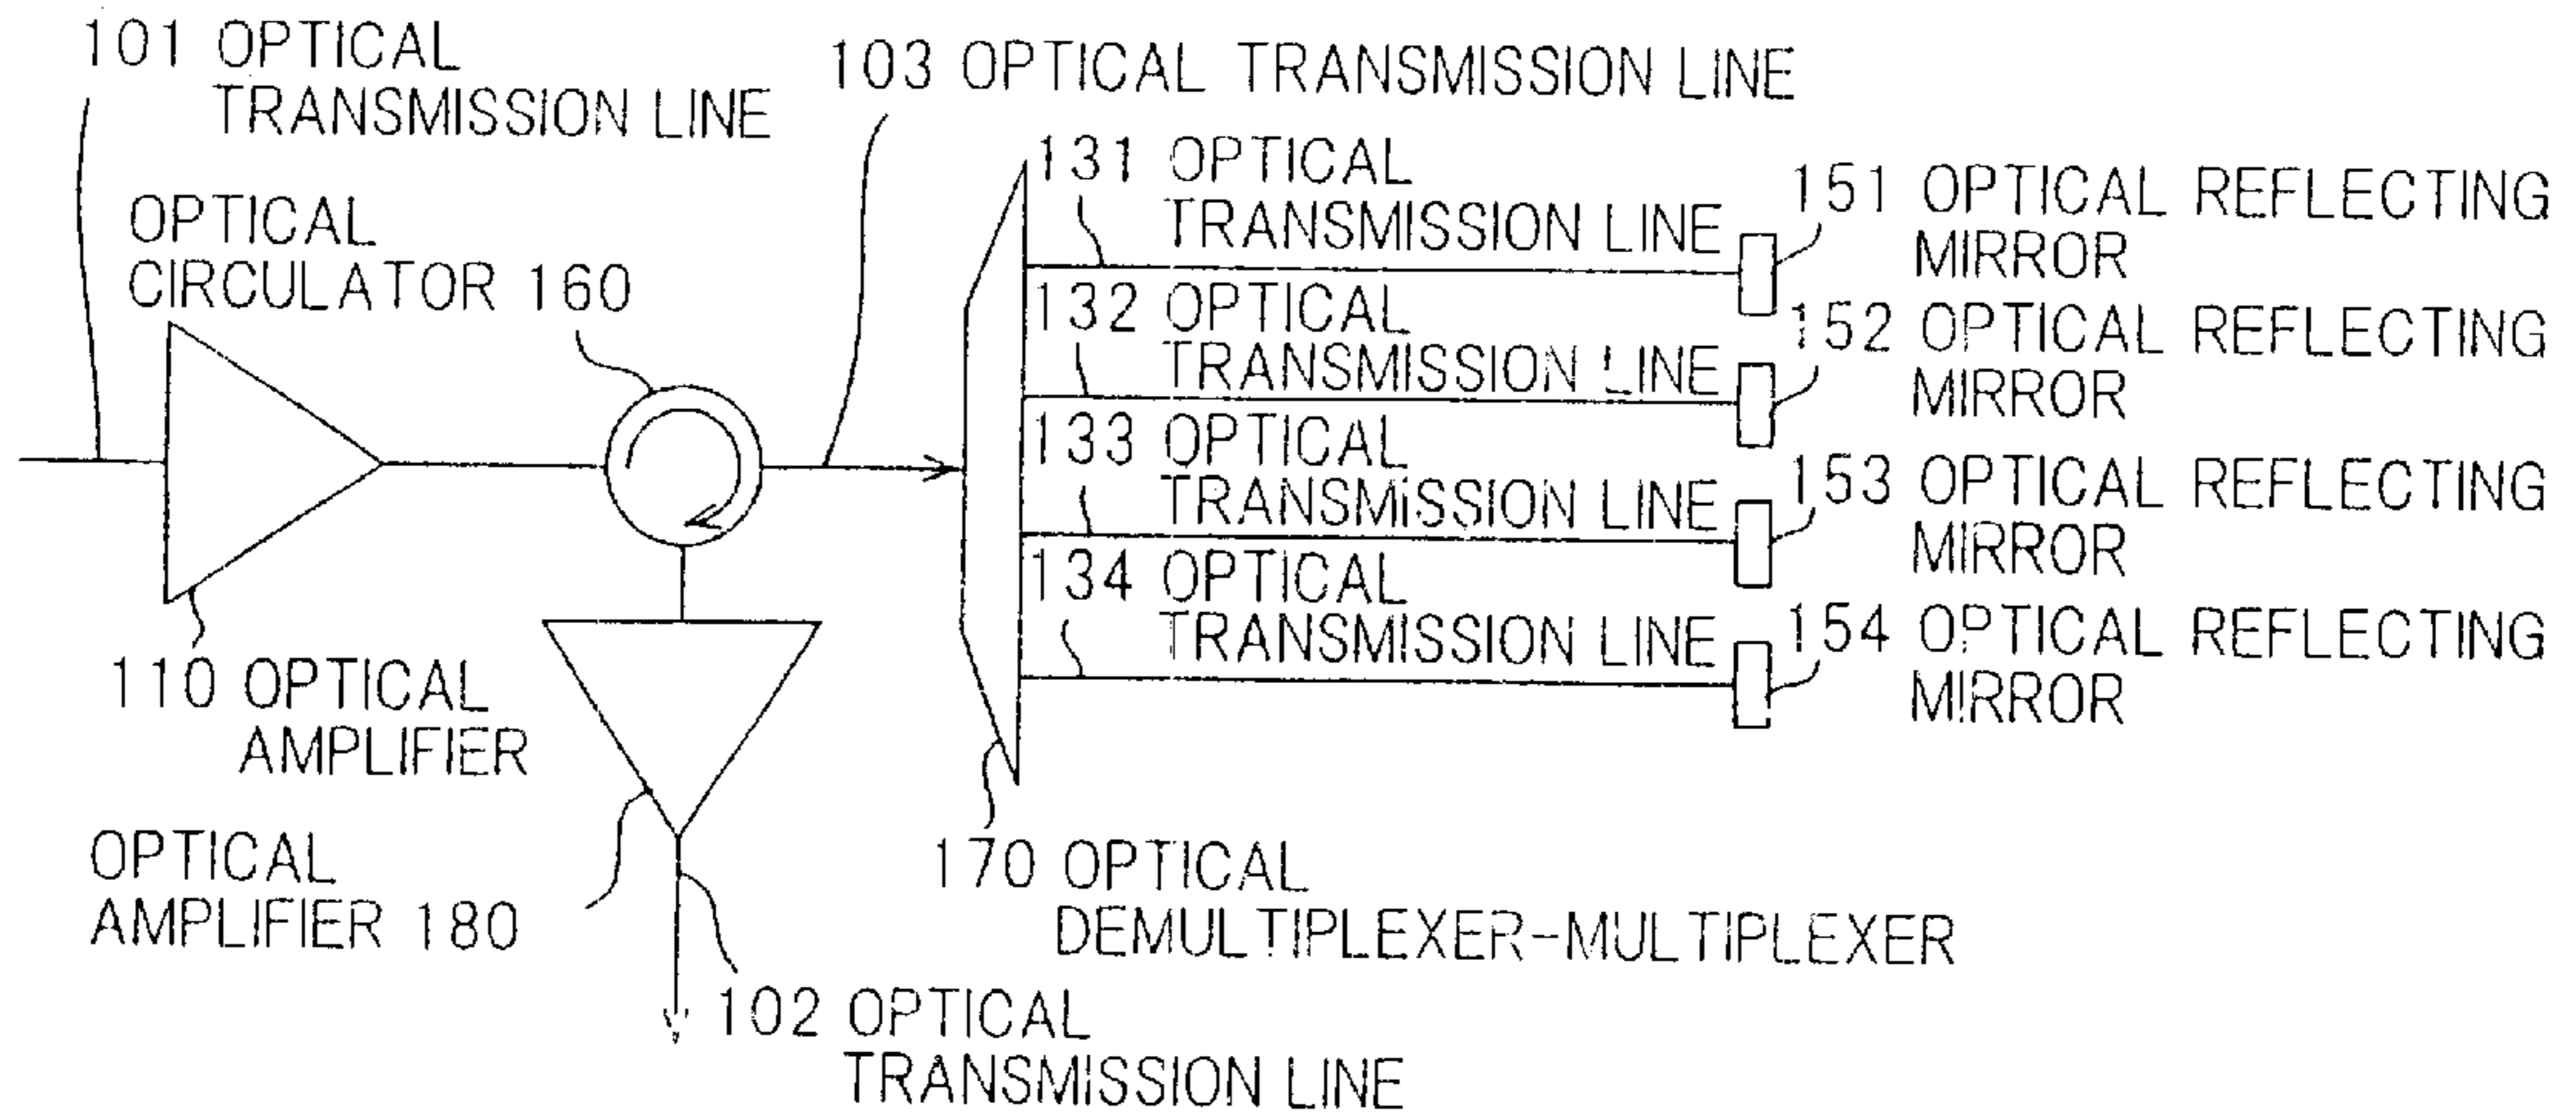 101 OPTICAL
TRANSMISSION LINE
103 OPTICAL TRANSMISSION LINE
OPTICAL
CIRCULATOR 160
131 OPTICAL
TRANSMISSION LINE
151 OPTICAL REFLECTING
MIRROR
132 OPTICAL
TRANSMISSION LINE
152 OPTICAL REFLECTING
MIRROR
133 OPTICAL
TRANSMISSION LINE
153 OPTICAL REFLECTING
MIRROR
134 OPTICAL
TRANSMISSION LINE
154 OPTICAL REFLECTING
MIRROR
110 OPTICAL
AMPLIFIER
OPTICAL
AMPLIFIER 180
170 OPTICAL
DEMULTIPLEXER-MULTIPLEXER
102 OPTICAL
TRANSMISSION LINE